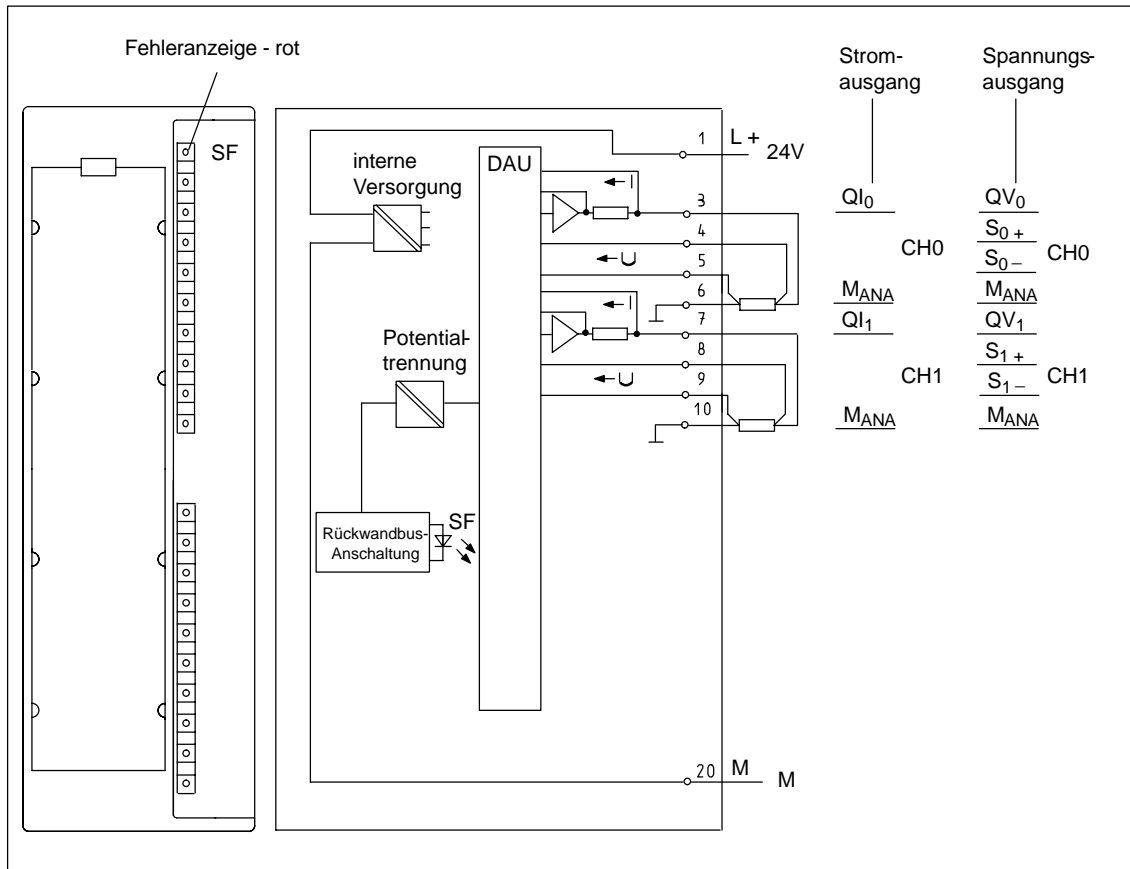 Fehleranzeige - rot
Strom-
ausgang
Spannungs-
ausgang
SF
interne
Versorgung
DAU
1 L +
24V
I
3
4
U
5
6
I
7
8
U
9
10
QI0
QV0
S0 +
CH0
S0 –
CH0
MANA
MANA
QI1
QV1
S1 +
CH1
S1 –
CH1
MANA
MANA
Potential-
trennung
Rückwandbus-
Anschaltung
SF
20 M
M